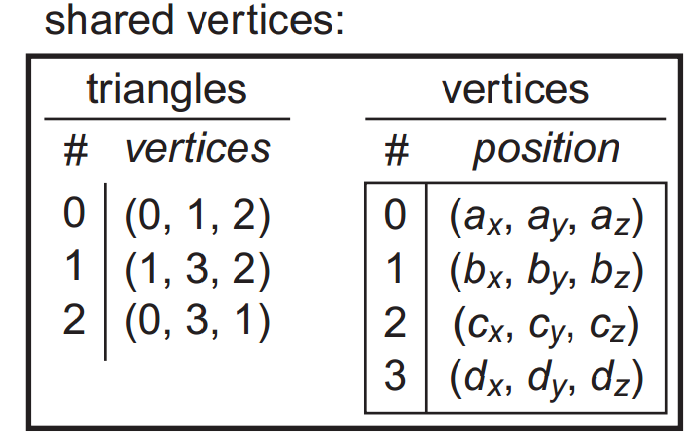 shared vertices:
triangles
# vertices
0 (0, 1, 2)
1 (1, 3, 2)
2 (0, 3, 1)
vertices
# position
0 (ax, ay, az)
1 (bx, by, bz)
2 (cx, cy, cz)
3 (dx, dy, dz)